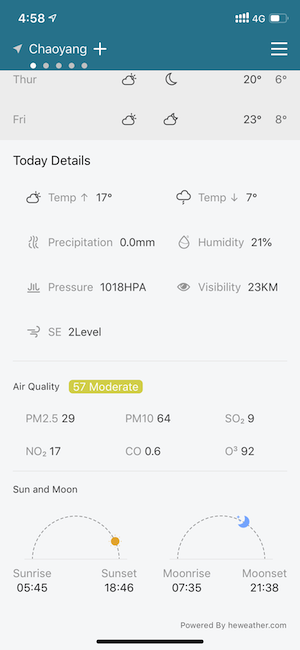 4:58 4G
Chaoyang
Thur 20° 6°
Fri 23° 8°
Today Details
Temp ↑ 17° Temp ↓ 7°
Precipitation 0.0mm Humidity 21%
Pressure 1018HPA Visibility 23KM
SE 2Level
Air Quality 57 Moderate
PM2.5 29 PM10 64 SO₂ 9
NO₂ 17 CO 0.6 O³ 92
Sun and Moon
Sunrise Sunset Moonrise Moonset
05:45 18:46 07:35 21:38
Powered By heweather.com